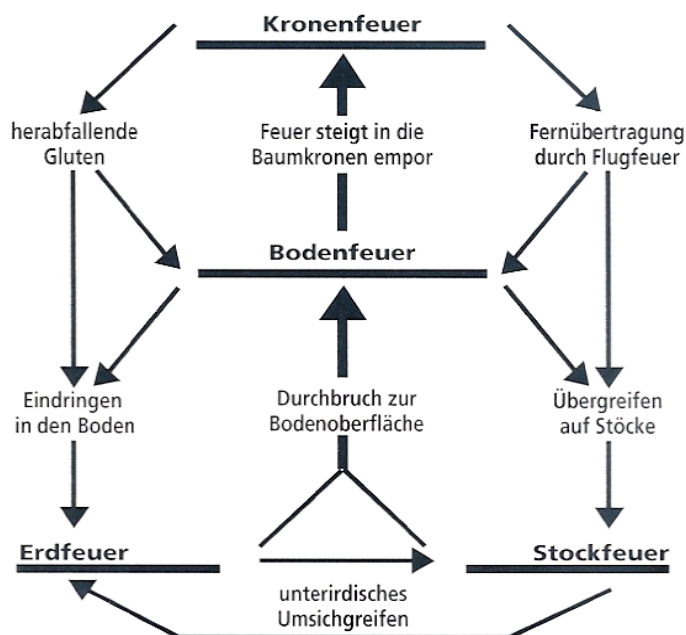 Kronenfeuer
herabfallende
Gluten
Feuer steigt in die
Baumkronen empor
Fernübertragung
durch Flugfeuer
Bodenfeuer
Eindringen
in den Boden
Durchbruch zur
Bodenoberfläche
Übergreifen
auf Stöcke
Erdfeuer
Stockfeuer
unterirdisches
Umsichgreifen